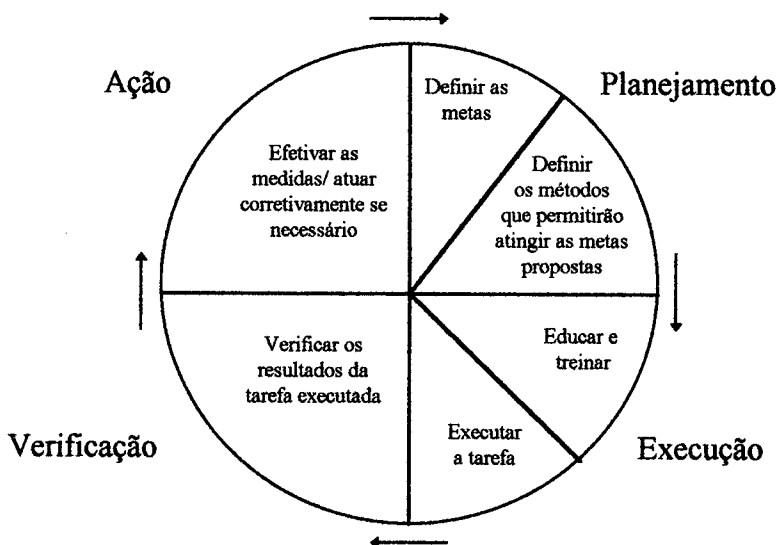 Ação
Planejamento
Definir as
metas
Efetivar as
medidas/ atuar
corretivamente se
necessário
Definir
os métodos
que permitirão
atingir as metas
propostas
Verificar os
resultados da
tarefa executada
Educar e
treinar
Executar
a tarefa
Verificação
Execução